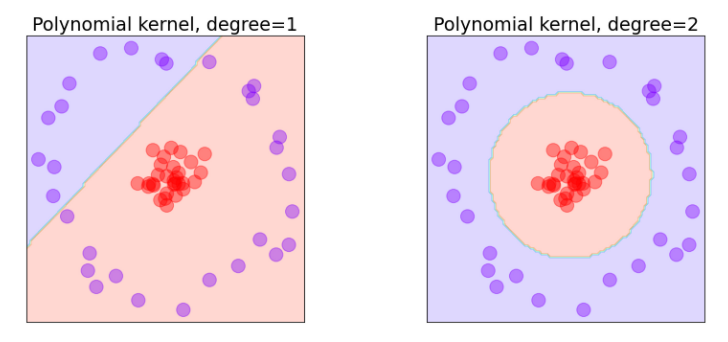 Polynomial kernel, degree=1
Polynomial kernel, degree=2